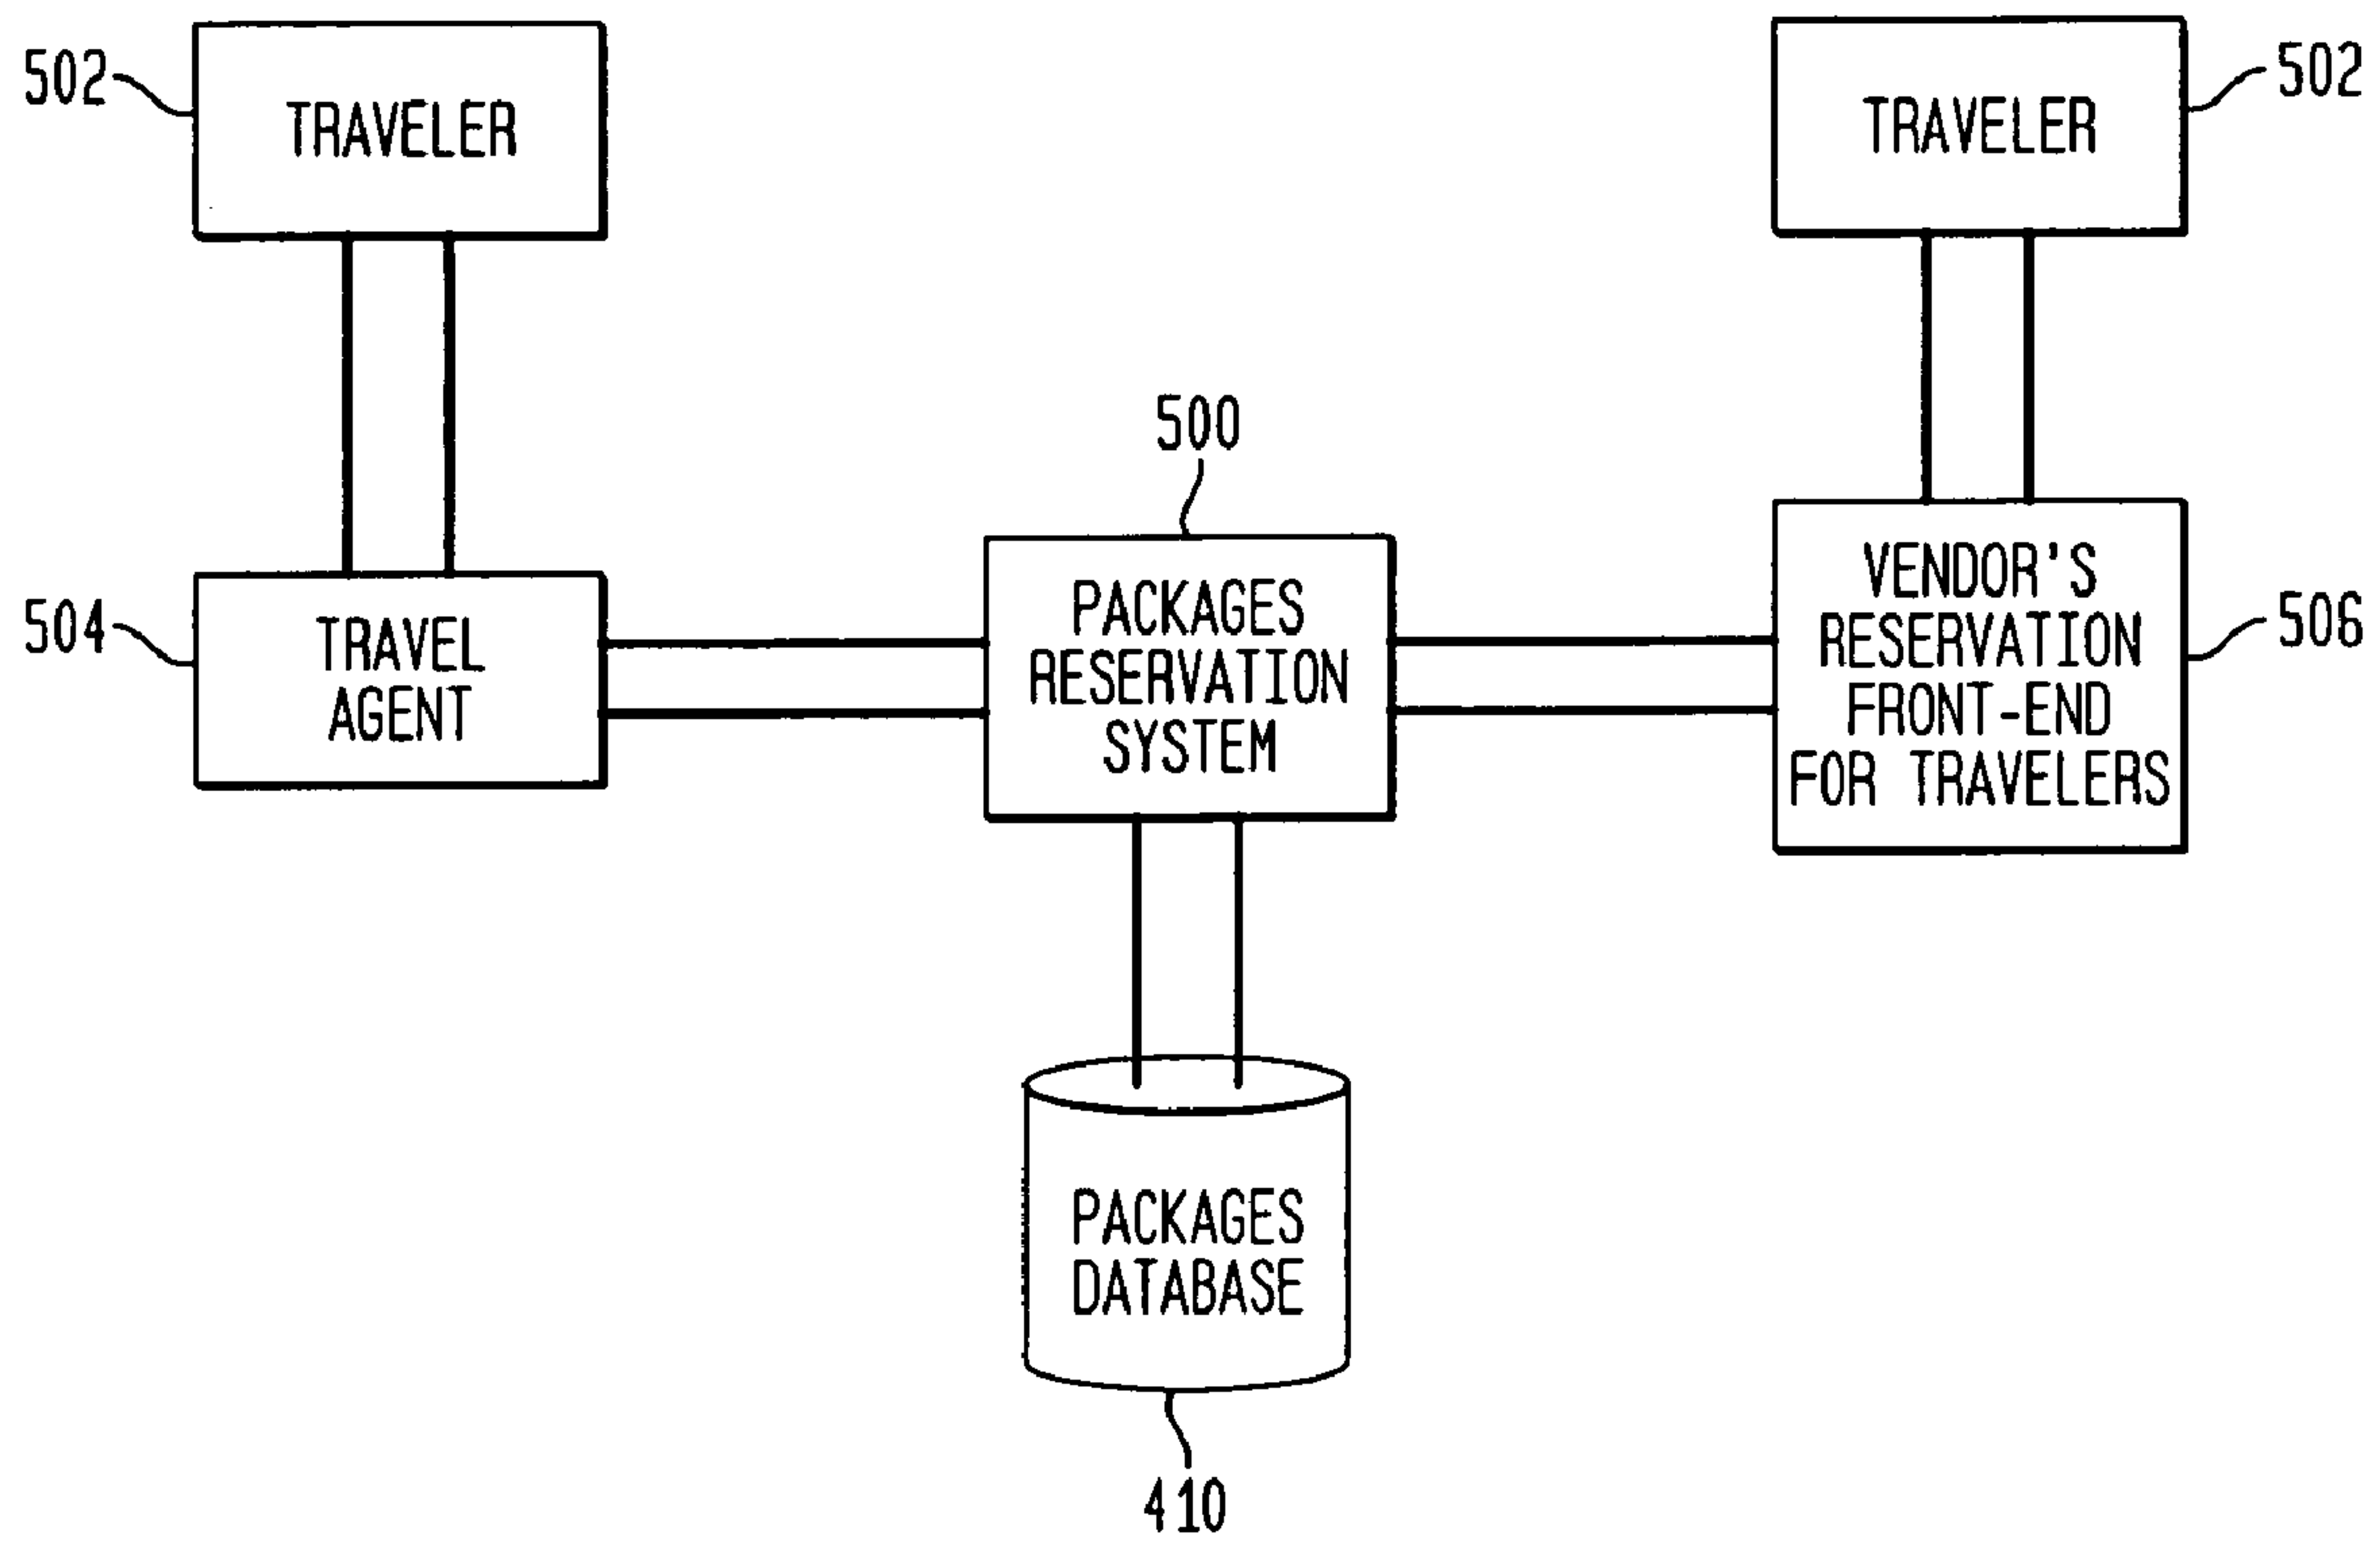 502
TRAVELER
TRAVELER
502
500
504
TRAVEL
AGENT
PACKAGES
RESERVATION
SYSTEM
VENDOR'S
RESERVATION
FRONT-END
FOR TRAVELERS
506
PACKAGES
DATABASE
410